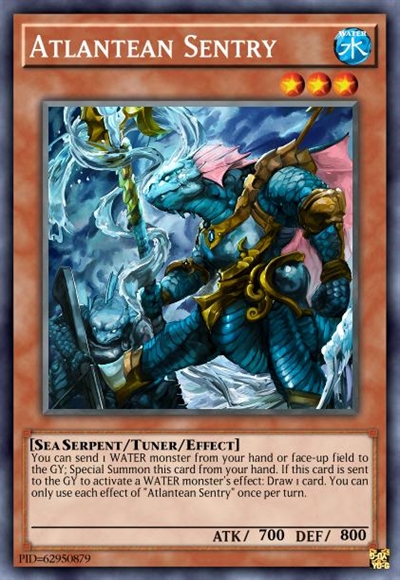 ATLANTEAN SENTRY
WATER
水
[SEA SERPENT/TUNER/EFFECT]
You can send 1 WATER monster from your hand or face-up field to
the GY; Special Summon this card from your hand. If this card is sent
to the GY to activate a WATER monster's effect: Draw 1 card. You can
only use each effect of "Atlantean Sentry" once per turn.
ATK/ 700 DEF/ 800
PID=62950879